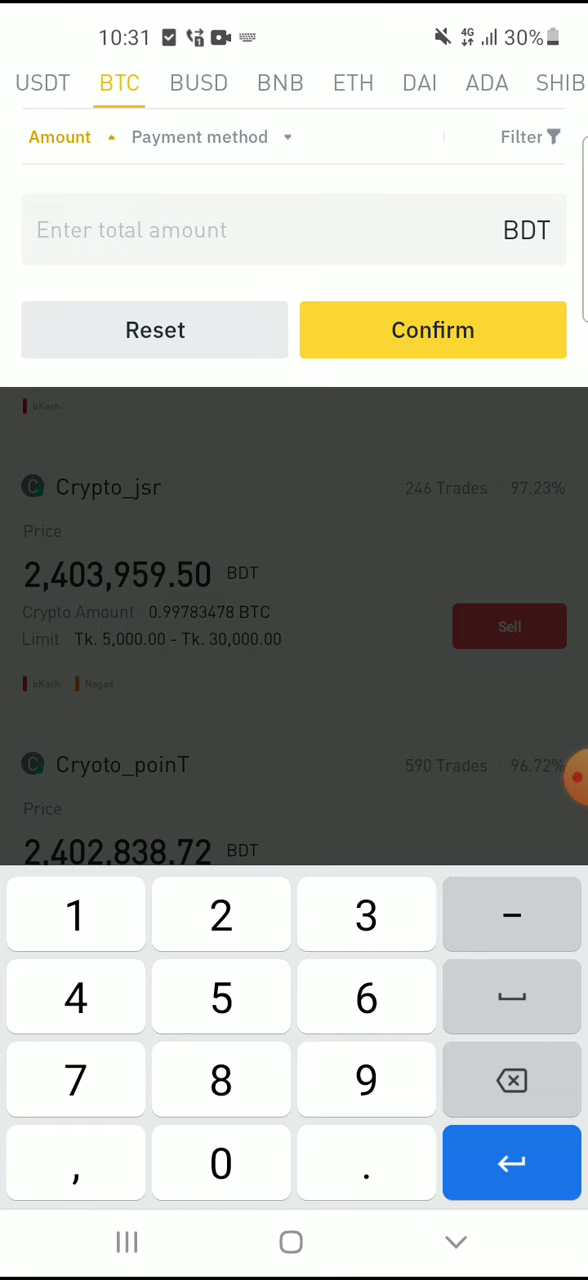 10:31 4G 30%
USDT BTC BUSD BNB ETH DAI ADA SHIB
Amount Payment method Filter
Enter total amount BDT
Reset Confirm
bKash
C Crypto_jsr 246 Trades 97.23%
Price
2,403,959.50 BDT
Crypto Amount 0.99783478 BTC
Limit Tk. 5,000.00 - Tk. 30,000.00
Sell
bKash Nagad
C Cryoto_poinT 590 Trades 96.72%
Price
2,402,838.72 BDT
1 2 3 -
4 5 6
7 8 9
, 0 .